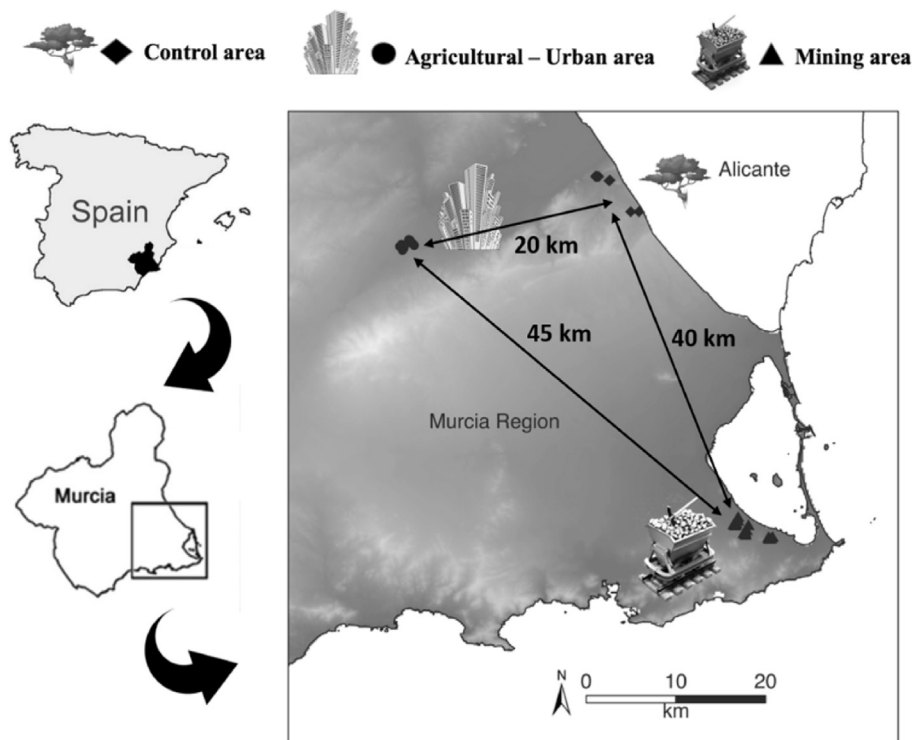 Control area
Agricultural – Urban area
Mining area
Spain
Alicante
20 km
45 km
40 km
Murcia Region
Murcia
N
0 10 20
km